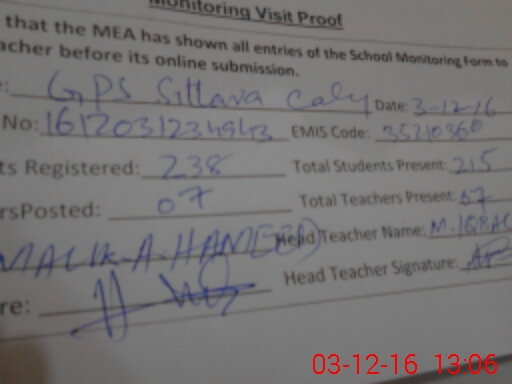 Monitoring Visit Proof
that the MEA has shown all entries of the School Monitoring Form to
acher before its online submission.
e: GPS Sittara Caly Date: 3-12-16
No: EMIS Code: 35210360
ts Registered: 238 Total Students Present: 215
rsPosted: 07 Total Teachers Present: 07
MALIK.A.HAMEED Head Teacher Name: M. IQBAL
re: Head Teacher Signature:
03-12-16 13:06